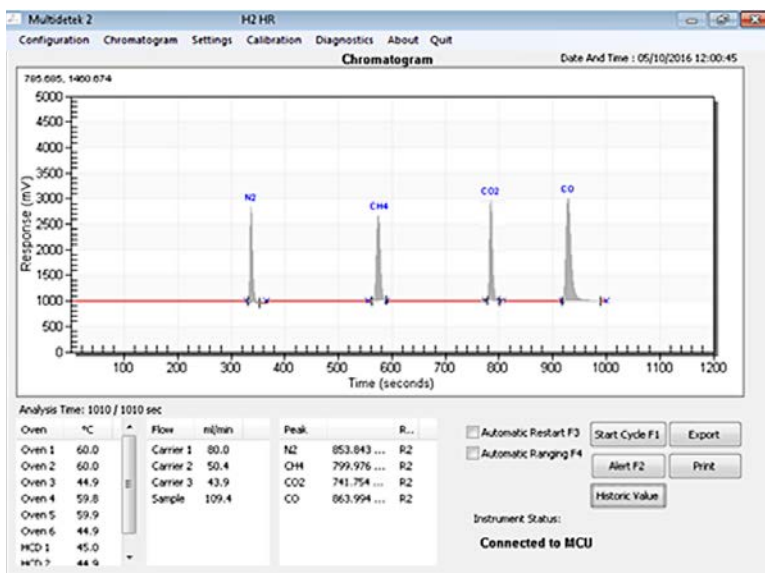 Multidetek 2 H2 HR
Configuration Chromatogram Settings Calibration Diagnostics About Quit
Chromatogram Date And Time : 05/10/2016 12:00:45
785.685, 1460.674
5000
4500
4000
3500
3000
2500
2000
1500
1000
500
0
Response (mV)
N2 CH4 CO2 CO
100 200 300 400 500 600 700 800 900 1000 1100 1200
Time (seconds)
Analysis Time: 1010 / 1010 sec
Oven °C Flow ml/min Peak R...
Oven 1 60.0 Carrier 1 80.0 N2 853.843 ... R2
Oven 2 60.0 Carrier 2 50.4 CH4 799.976 ... R2
Oven 3 44.9 Carrier 3 43.9 CO2 741.754 ... R2
Oven 4 59.8 Sample 109.4 CO 863.994 ... R2
Oven 5 59.9
Oven 6 44.9
HCD 1 45.0
HCD 2 44.9
Automatic Restart F3 Start Cycle F1 Export
Automatic Ranging F4 Alert F2 Print
Historic Value
Instrument Status:
Connected to MCU